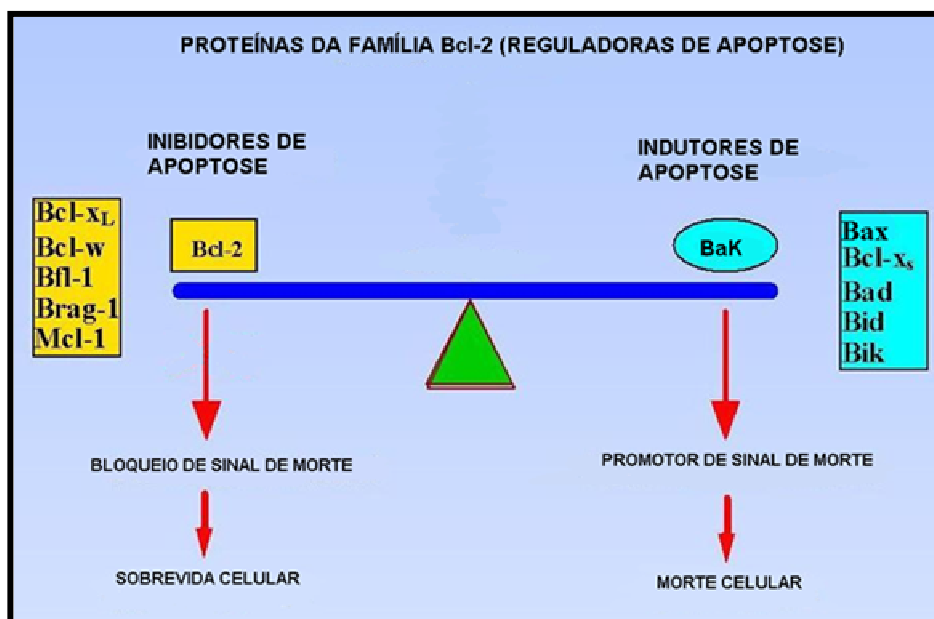 PROTEÍNAS DA FAMÍLIA Bcl-2 (REGULADORAS DE APOPTOSE)
INIBIDORES DE
APOPTOSE
INDUTORES DE
APOPTOSE
Bcl-xL
Bcl-w
Bfl-1
Brag-1
Mcl-1
Bcl-2
BaK
Bax
Bcl-xs
Bad
Bid
Bik
BLOQUEIO DE SINAL DE MORTE
PROMOTOR DE SINAL DE MORTE
SOBREVIDA CELULAR
MORTE CELULAR